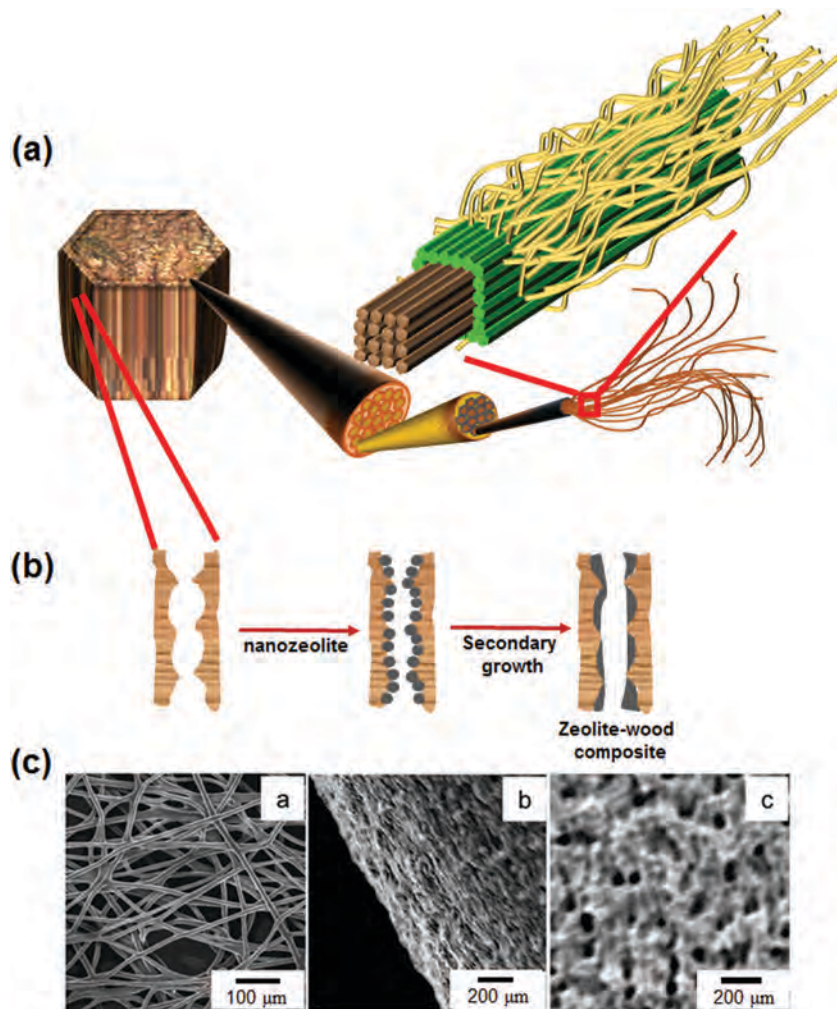 (a)
(b)
nanozeolite
Secondary
growth
Zeolite-wood
composite
(c)
a
b
c
100 μm
200 μm
200 μm